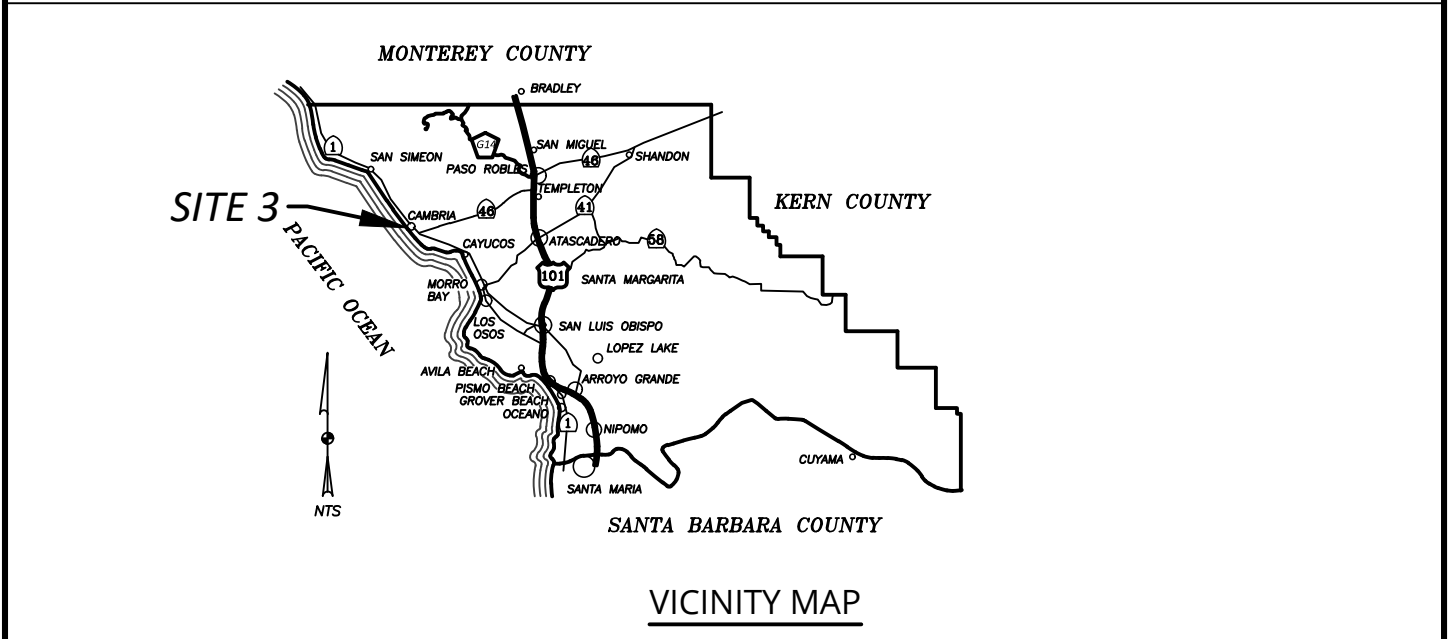 MONTEREY COUNTY
BRADLEY
1
G14
SAN MIGUEL
SAN SIMEON
46
SHANDON
PASO ROBLES
TEMPLETON
SITE 3
KERN COUNTY
CAMBRIA
46
41
PACIFIC OCEAN
CAYUCOS
ATASCADERO
58
101
SANTA MARGARITA
MORRO
BAY
LOS
OSOS
SAN LUIS OBISPO
LOPEZ LAKE
AVILA BEACH
ARROYO GRANDE
PISMO BEACH
GROVER BEACH
OCEANO
1
NIPOMO
CUYAMA
SANTA MARIA
NTS
SANTA BARBARA COUNTY
VICINITY MAP